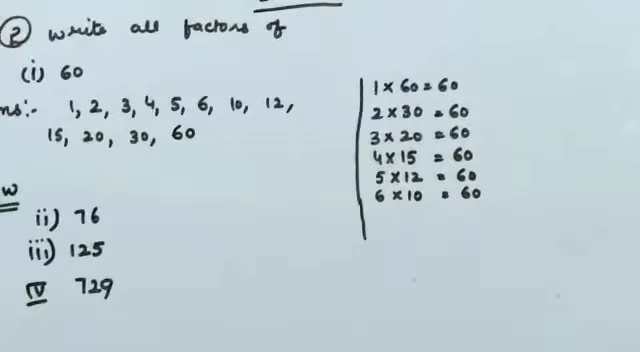 ② Write all factors of
(i) 60
ns:- 1, 2, 3, 4, 5, 6, 10, 12,
15, 20, 30, 60
1 × 60 = 60
2 × 30 = 60
3 × 20 = 60
4 × 15 = 60
5 × 12 = 60
6 × 10 = 60
w
ii) 76
iii) 125
IV 729